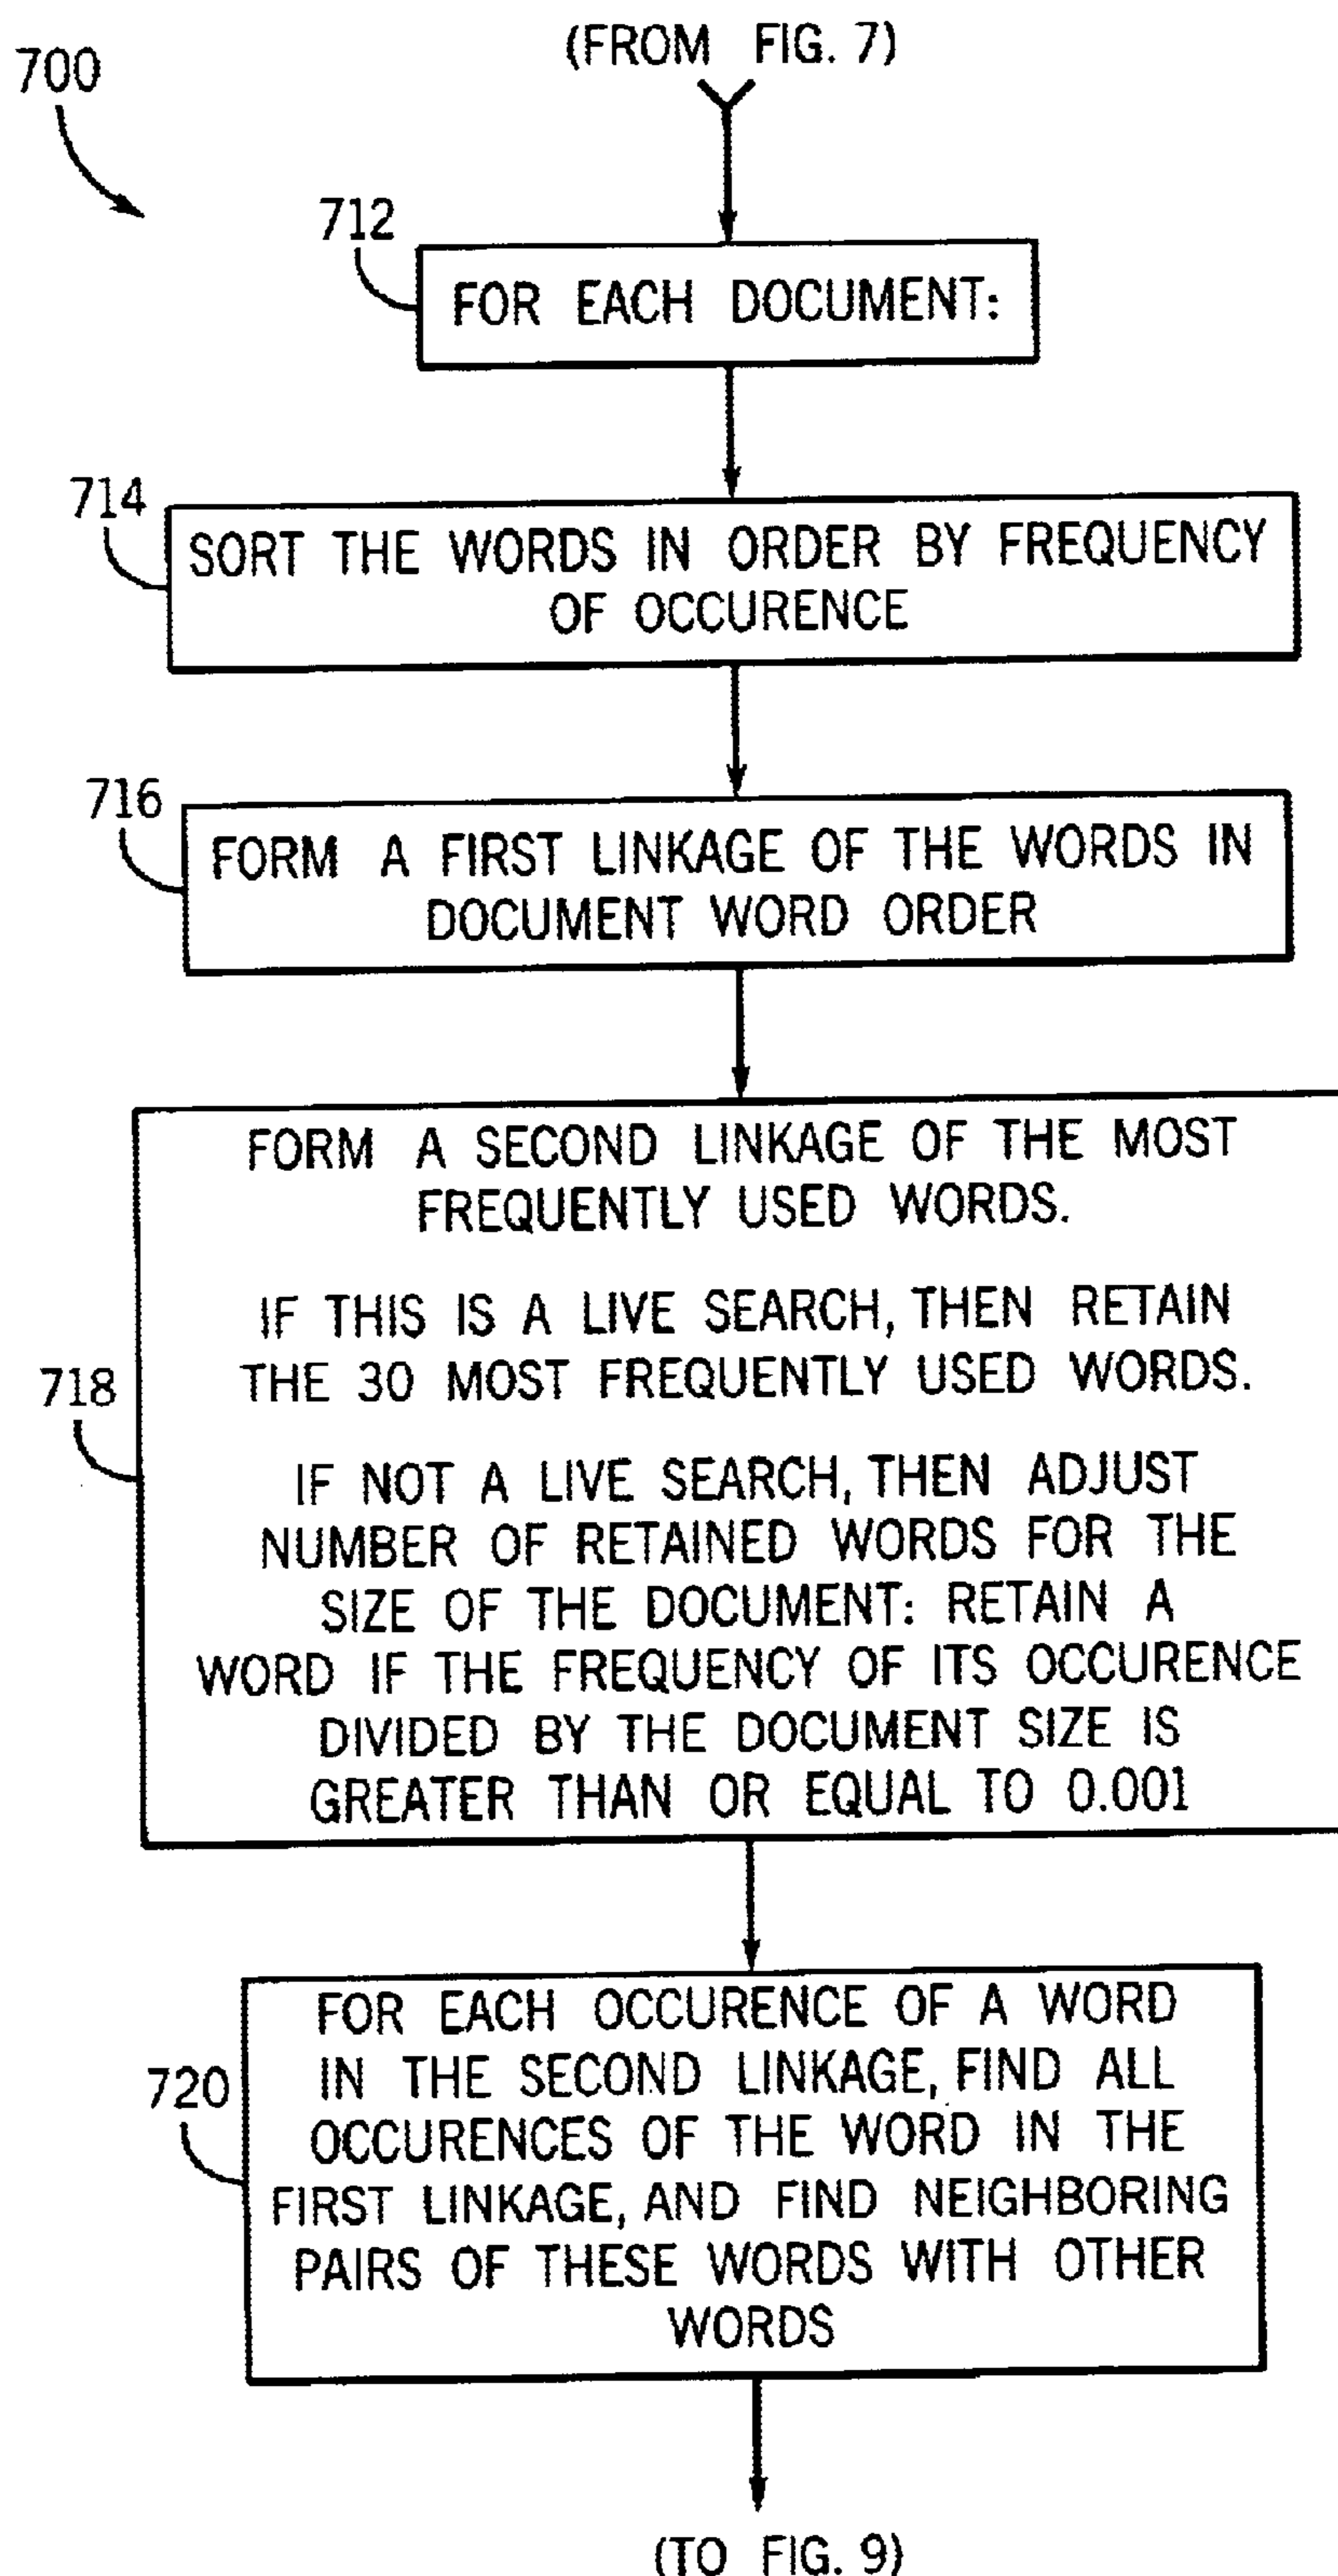 (FROM FIG. 7)
700
712
FOR EACH DOCUMENT:
714
SORT THE WORDS IN ORDER BY FREQUENCY
OF OCCURENCE
716
FORM A FIRST LINKAGE OF THE WORDS IN
DOCUMENT WORD ORDER
718
FORM A SECOND LINKAGE OF THE MOST
FREQUENTLY USED WORDS.
IF THIS IS A LIVE SEARCH, THEN RETAIN
THE 30 MOST FREQUENTLY USED WORDS.
IF NOT A LIVE SEARCH, THEN ADJUST
NUMBER OF RETAINED WORDS FOR THE
SIZE OF THE DOCUMENT: RETAIN A
WORD IF THE FREQUENCY OF ITS OCCURENCE
DIVIDED BY THE DOCUMENT SIZE IS
GREATER THAN OR EQUAL TO 0.001
720
FOR EACH OCCURENCE OF A WORD
IN THE SECOND LINKAGE, FIND ALL
OCCURENCES OF THE WORD IN THE
FIRST LINKAGE, AND FIND NEIGHBORING
PAIRS OF THESE WORDS WITH OTHER
WORDS
(TO FIG. 9)